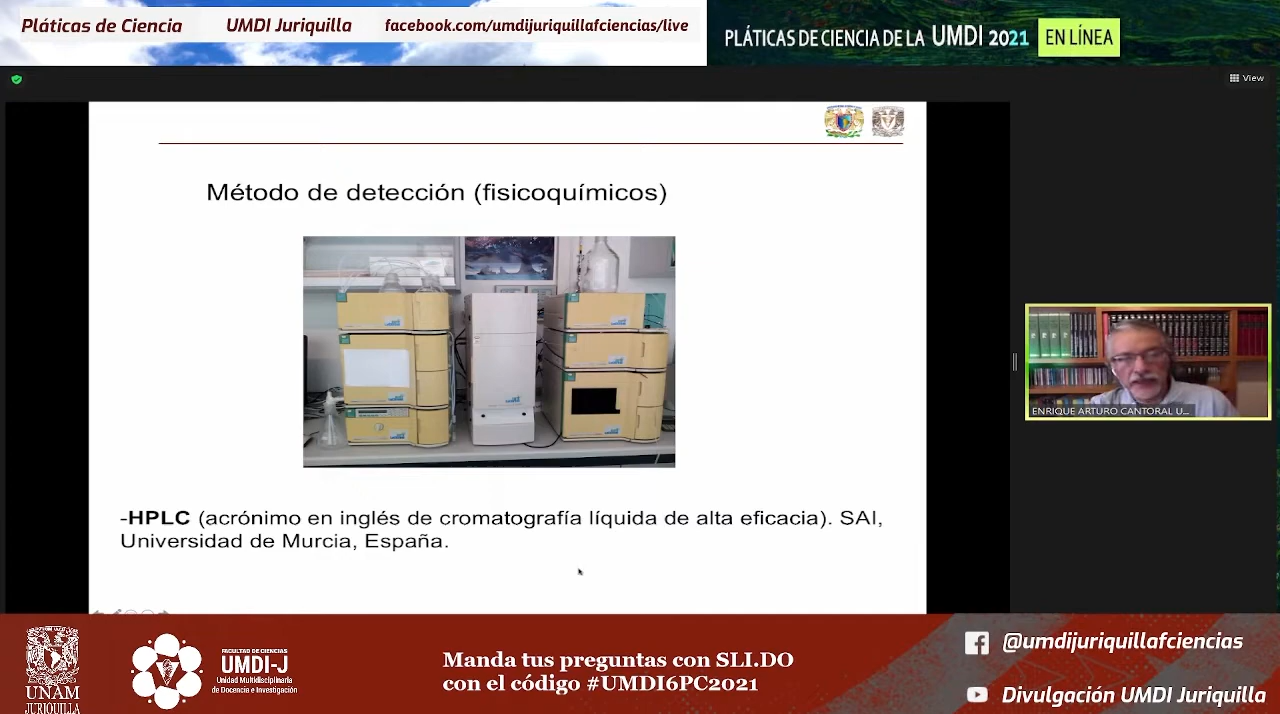 Pláticas de Ciencia
UMDI Juriquilla
facebook.com/umdijuriquillafciencias/live
PLÁTICAS DE CIENCIA DE LA UMDI 2021
EN LÍNEA
View
Método de detección (fisicoquímicos)
-HPLC (acrónimo en inglés de cromatografía líquida de alta eficacia). SAI,
Universidad de Murcia, España.
ENRIQUE ARTURO CANTORAL U...
UNAM
JURIQUILLA
FACULTAD DE CIENCIAS
UMDI-J
Unidad Multidisciplinaria
de Docencia e Investigación
Manda tus preguntas con SLI.DO
con el código #UMDI6PC2021
@umdijuriquillafciencias
Divulgación UMDI Juriquilla